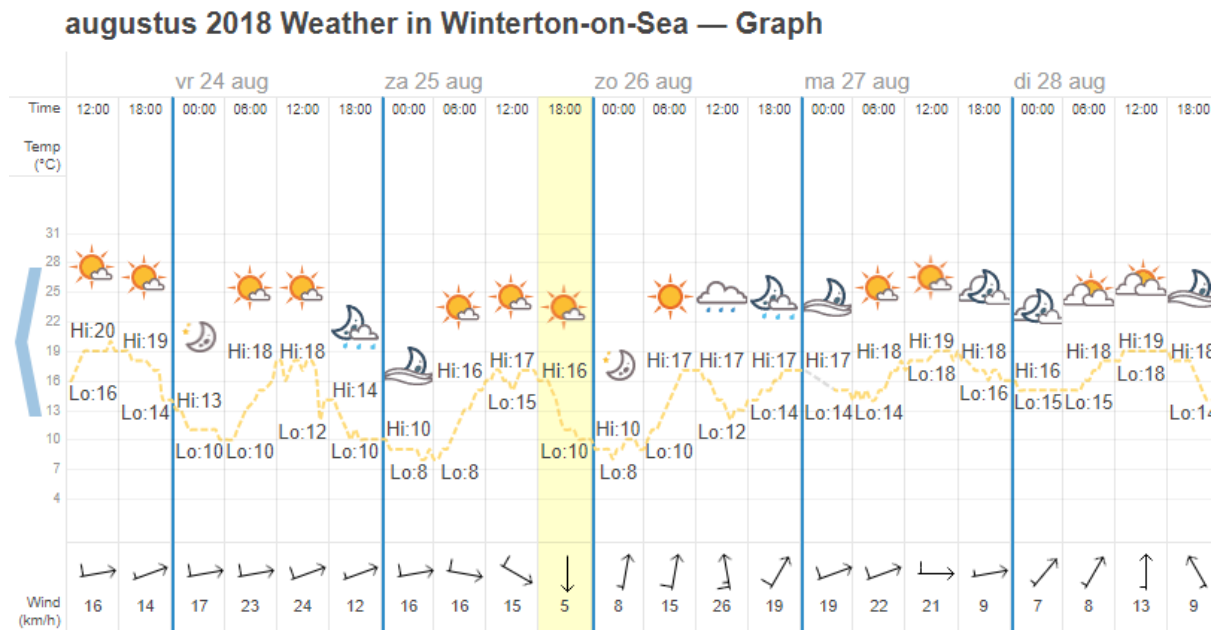 augustus 2018 Weather in Winterton-on-Sea — Graph
vr 24 aug za 25 aug zo 26 aug ma 27 aug di 28 aug
Time 12:00 18:00 00:00 06:00 12:00 18:00 00:00 06:00 12:00 18:00 00:00 06:00 12:00 18:00 00:00 06:00 12:00 18:00 00:00 06:00 12:00 18:00
Temp
(°C)
31
28
25
22
19
16
13
10
7
4
Hi:20 Hi:19 Hi:13 Hi:18 Hi:18 Hi:14 Hi:10 Hi:16 Hi:17 Hi:16 Hi:10 Hi:17 Hi:17 Hi:17 Hi:17 Hi:18 Hi:19 Hi:18 Hi:16 Hi:18 Hi:19 Hi:18
Lo:16 Lo:14 Lo:10 Lo:10 Lo:12 Lo:10 Lo:8 Lo:8 Lo:15 Lo:10 Lo:8 Lo:10 Lo:12 Lo:14 Lo:14 Lo:14 Lo:18 Lo:16 Lo:15 Lo:15 Lo:18 Lo:14
Wind
(km/h)
16 14 17 23 24 12 16 16 15 5 8 15 26 19 19 22 21 9 7 8 13 9